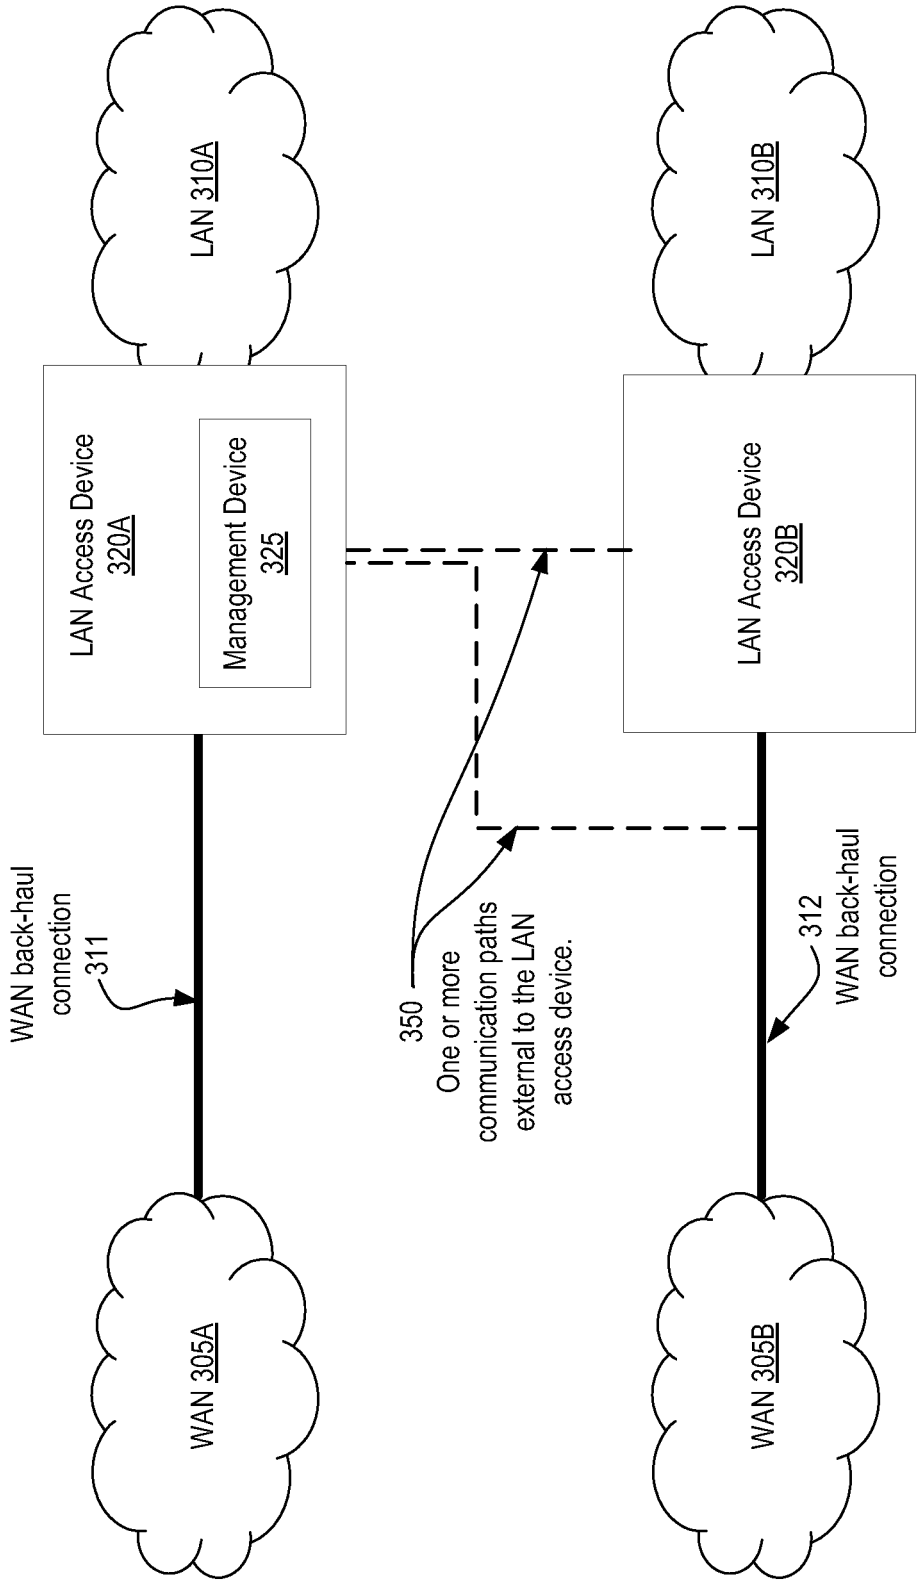 WAN 305A
WAN back-haul
connection
311
LAN Access Device
320A
Management Device
325
LAN 310A
350
One or more
communication paths
external to the LAN
access device.
WAN 305B
312
WAN back-haul
connection
LAN Access Device
320B
LAN 310B